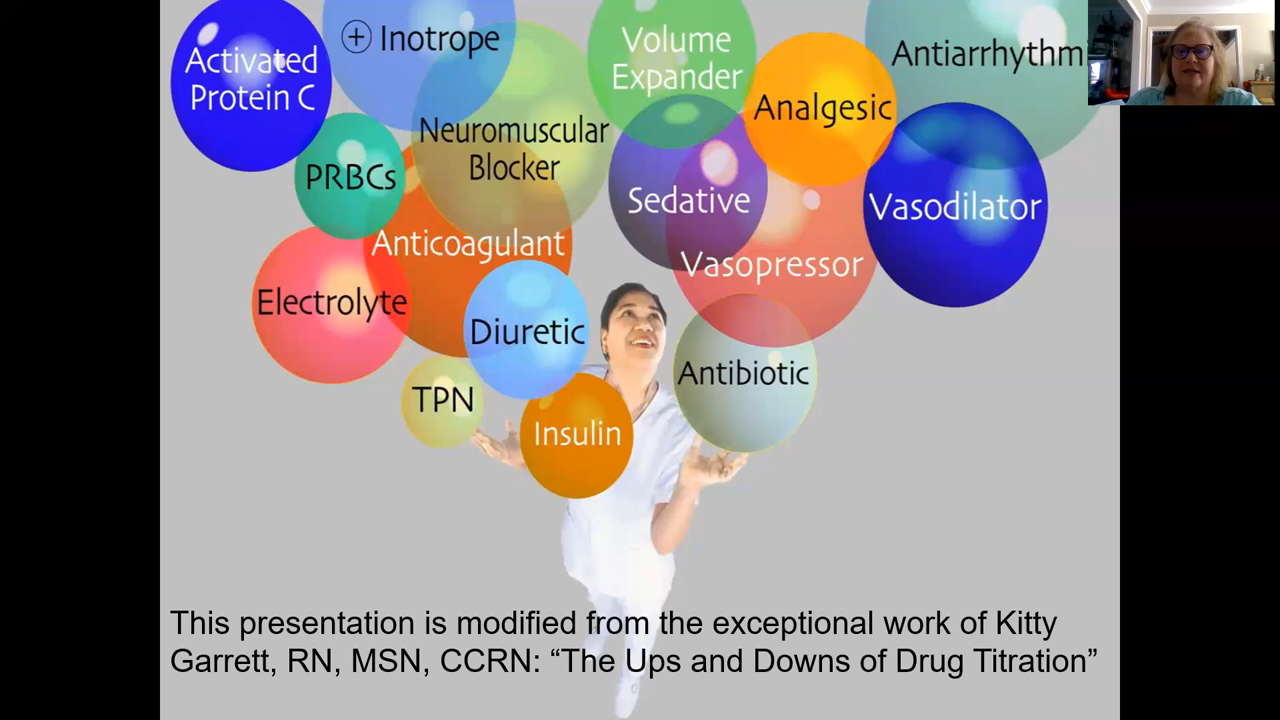 Activated
Protein C
+ Inotrope
Volume
Expander
Antiarrhythm
Analgesic
Neuromuscular
Blocker
PRBCs
Sedative
Vasodilator
Anticoagulant
Vasopressor
Electrolyte
Diuretic
Antibiotic
TPN
Insulin
This presentation is modified from the exceptional work of Kitty
Garrett, RN, MSN, CCRN: “The Ups and Downs of Drug Titration”